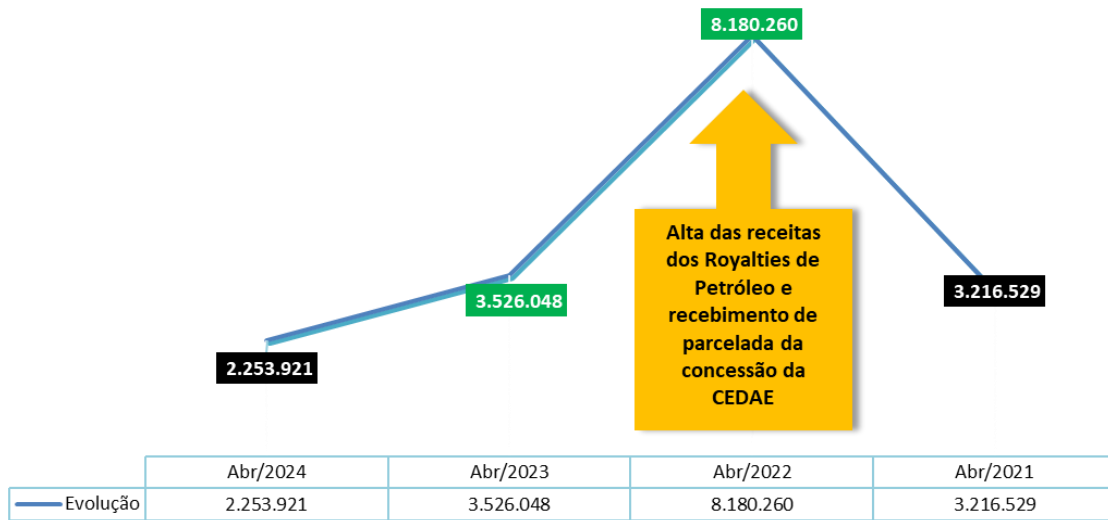 8.180.260
Alta das receitas
dos Royalties de
Petróleo e
recebimento de
parcelada da
concessão da
CEDAE
3.526.048
3.216.529
2.253.921
Abr/2024 Abr/2023 Abr/2022 Abr/2021
Evolução 2.253.921 3.526.048 8.180.260 3.216.529